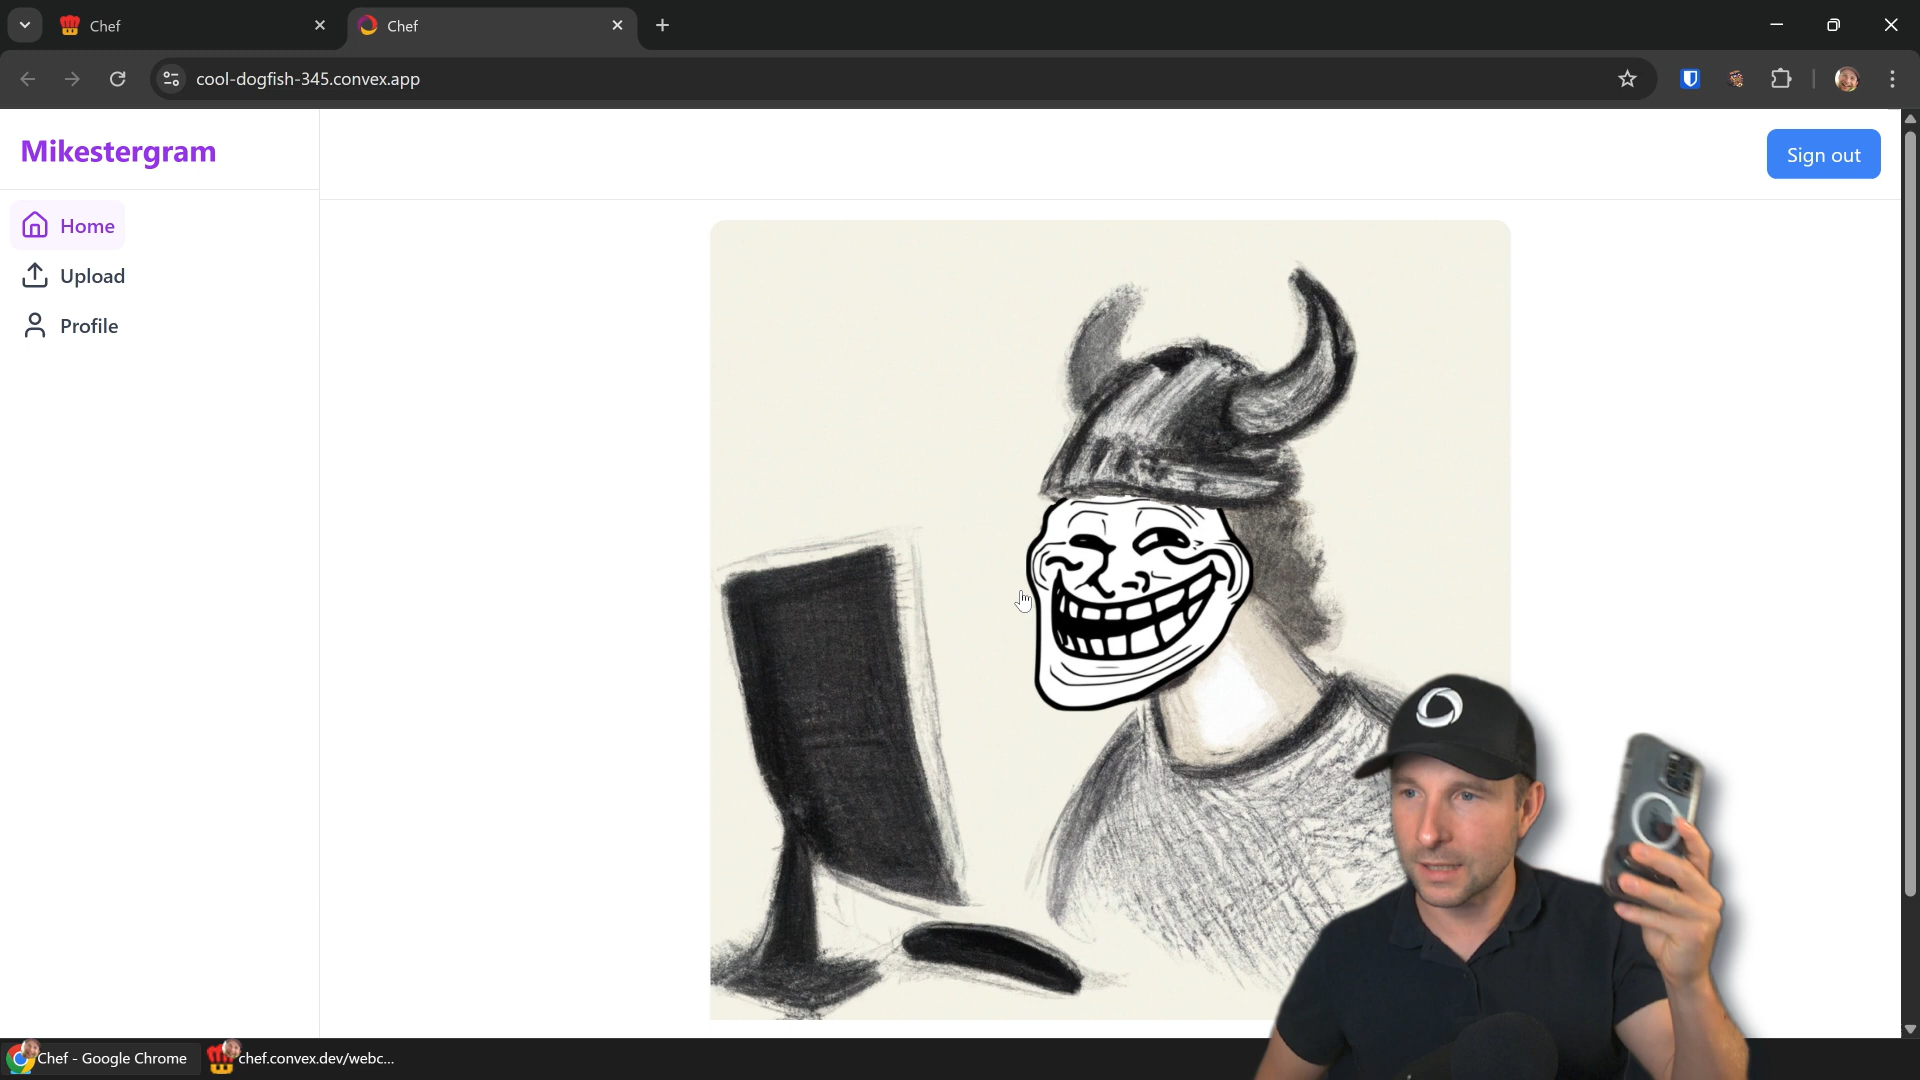 Chef
Chef
cool-dogfish-345.convex.app
Mikestergram
Sign out
Home
Upload
Profile
Chef - Google Chrome
chef.convex.dev/webc...